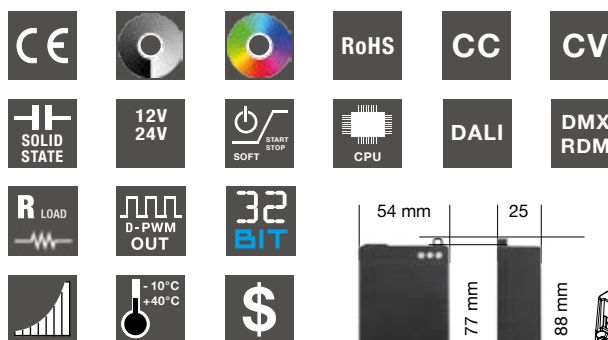 CE
RoHS
CC
CV
SOLID
STATE
12V
24V
START
STOP
SOFT
CPU
DALI
DMX
RDM
R LOAD
D-PWM
OUT
32
BIT
54 mm
25
- 10°C
+40°C
$
77 mm
88 mm